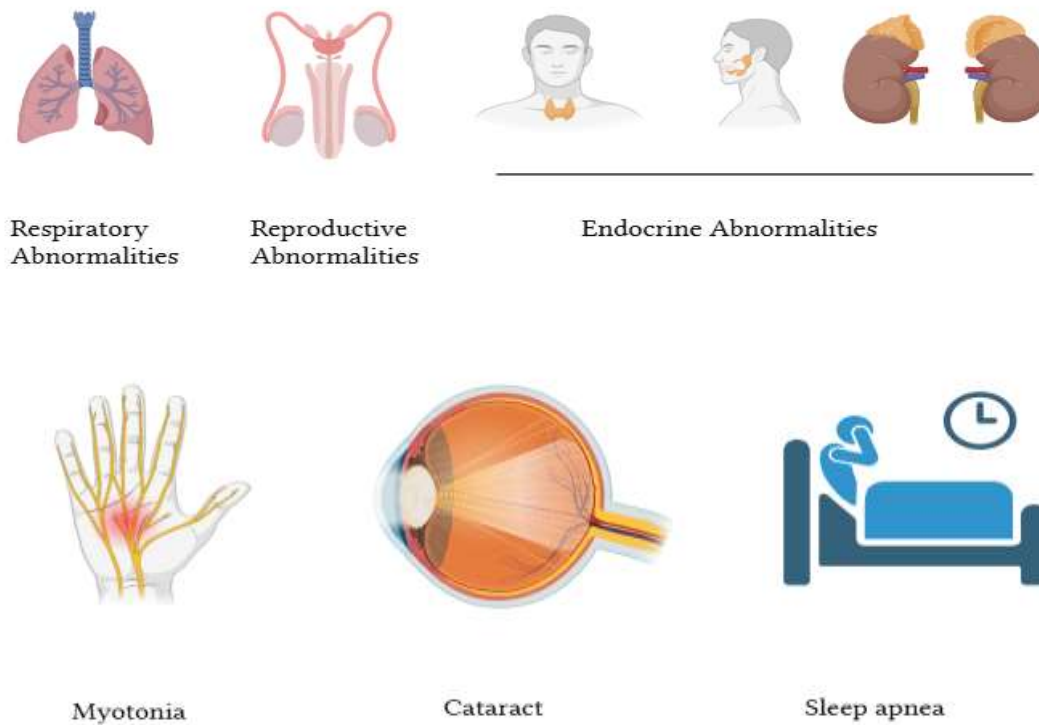 Respiratory
Abnormalities
Reproductive
Abnormalities
Endocrine Abnormalities
Myotonia
Cataract
Sleep apnea